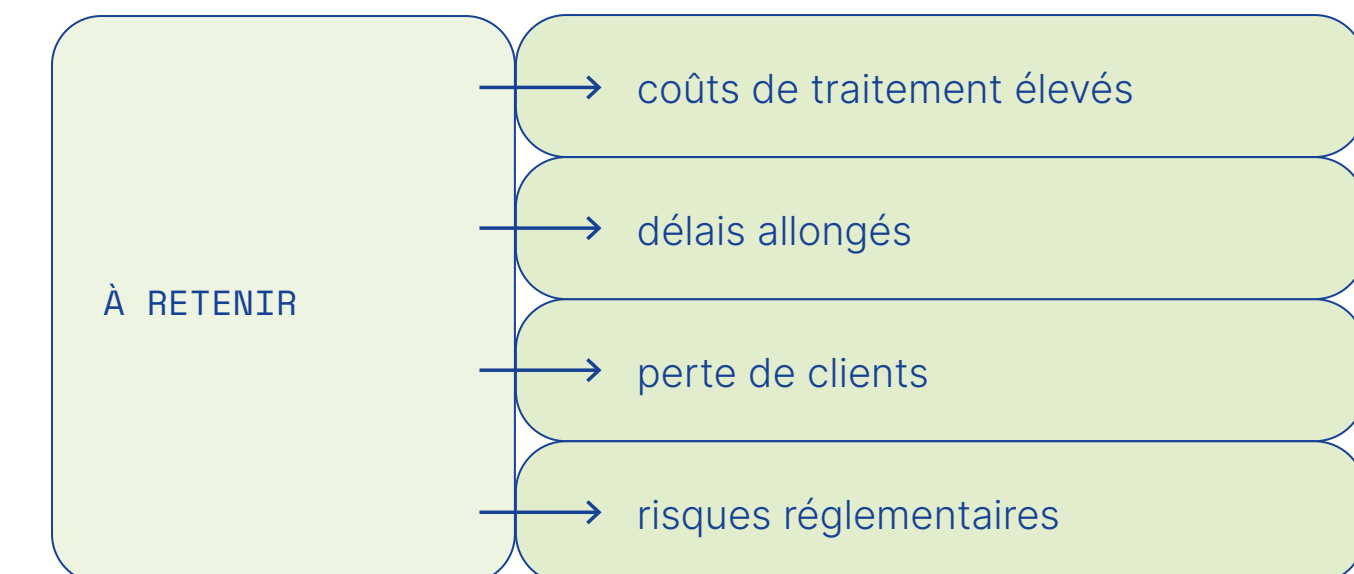 À RETENIR
coûts de traitement élevés
délais allongés
perte de clients
risques réglementaires